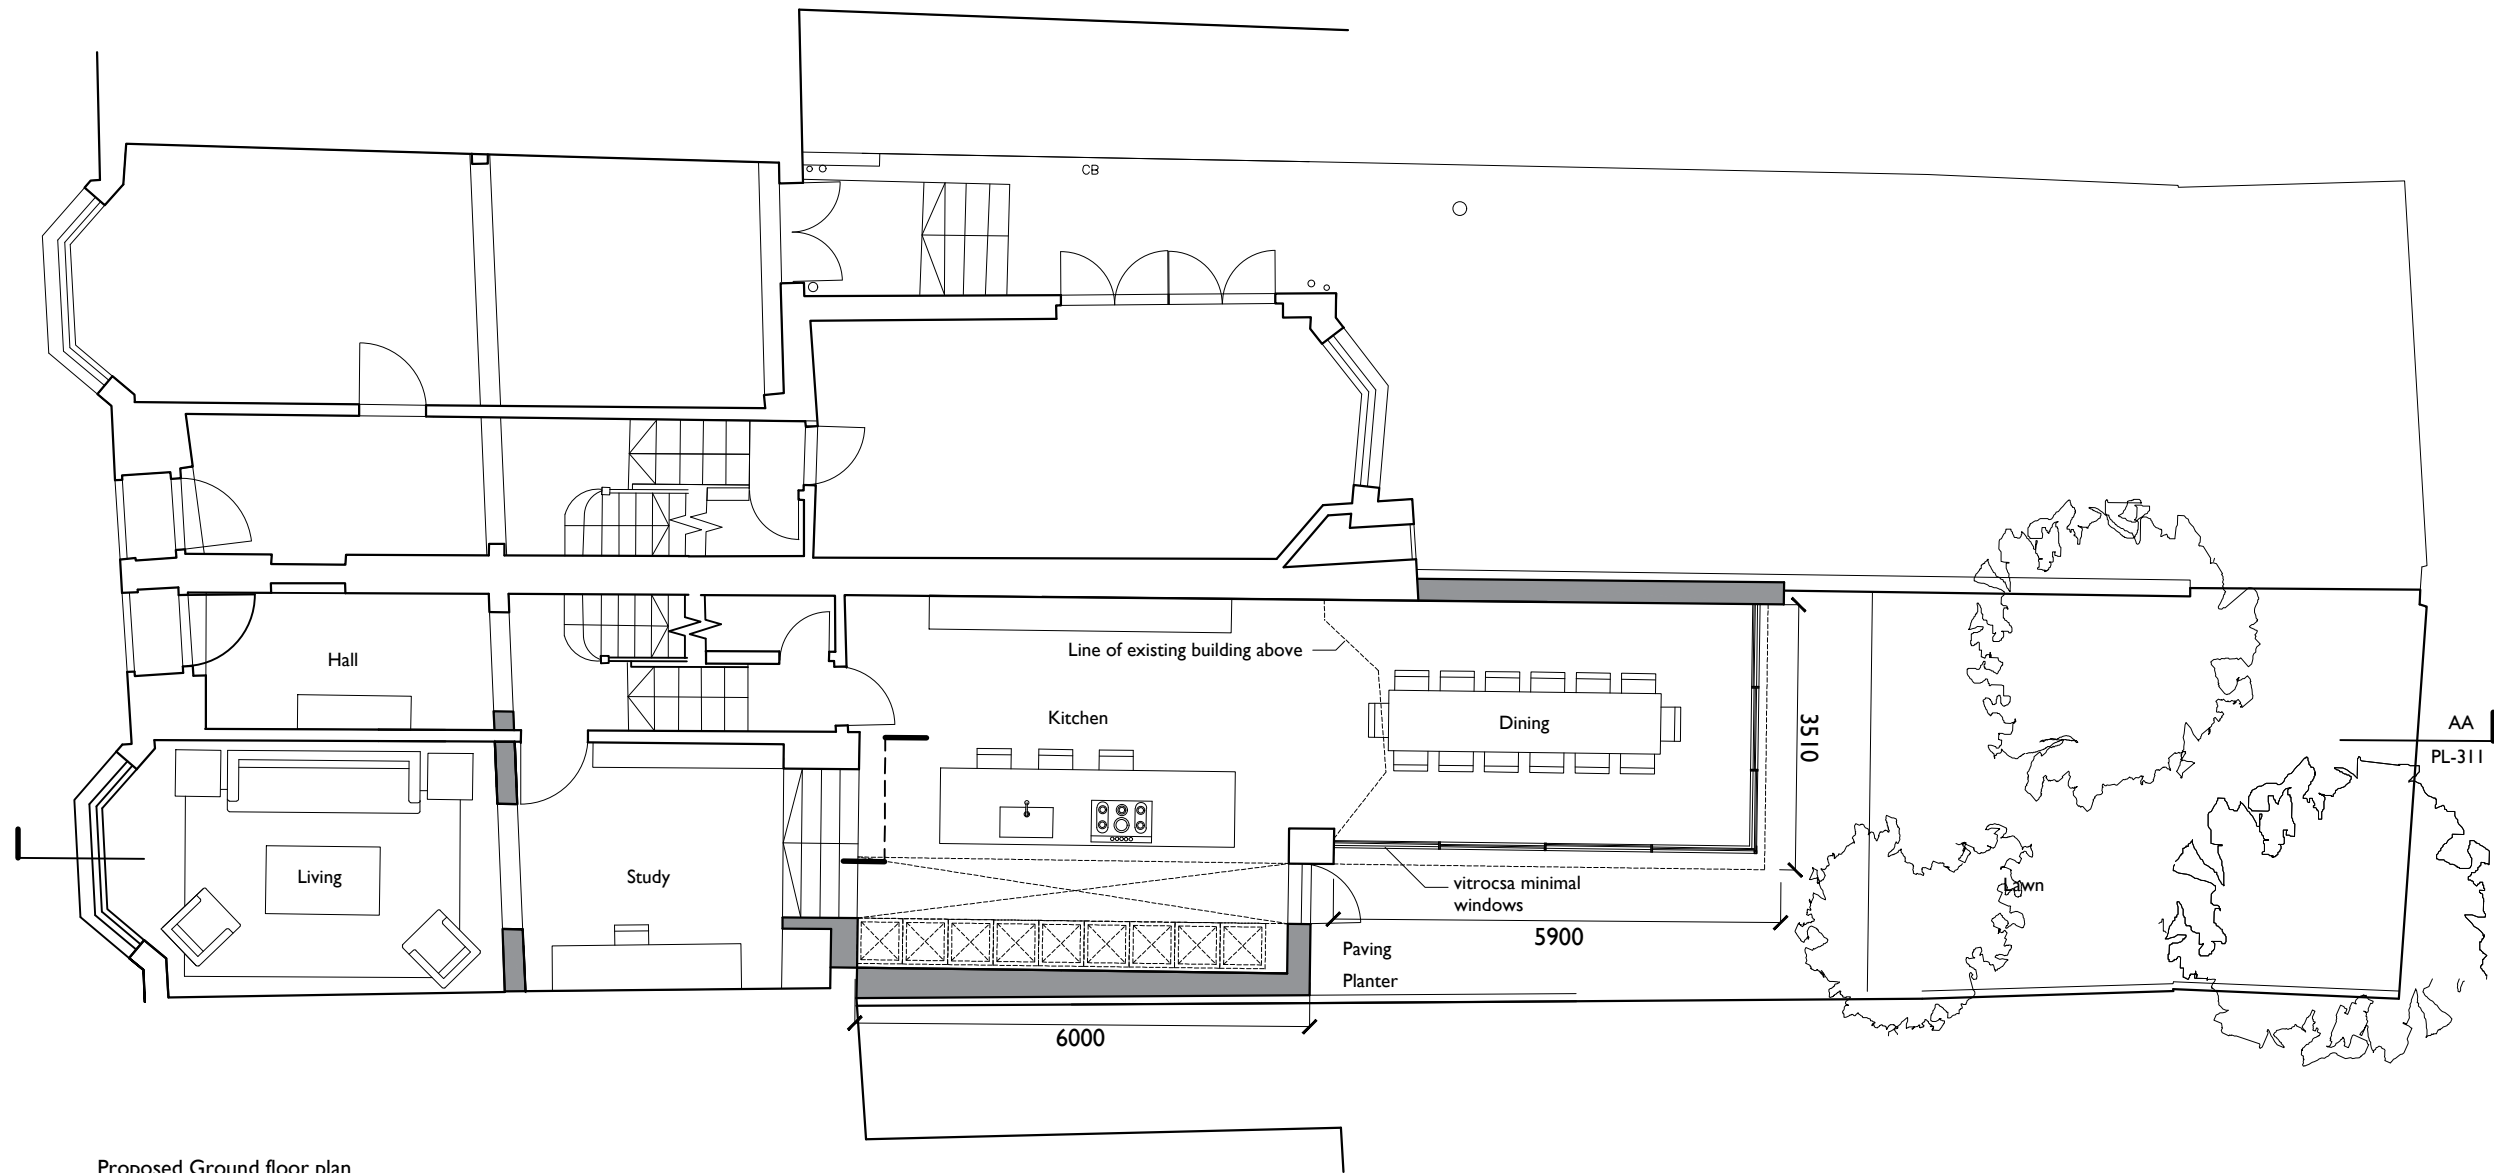 CB
Hall
Line of existing building above
Kitchen
Dining
3510
AA
PL-311
Living
Study
vitrocsa minimal
windows
Lawn
5900
Paving
Planter
6000
Proposed Ground floor plan